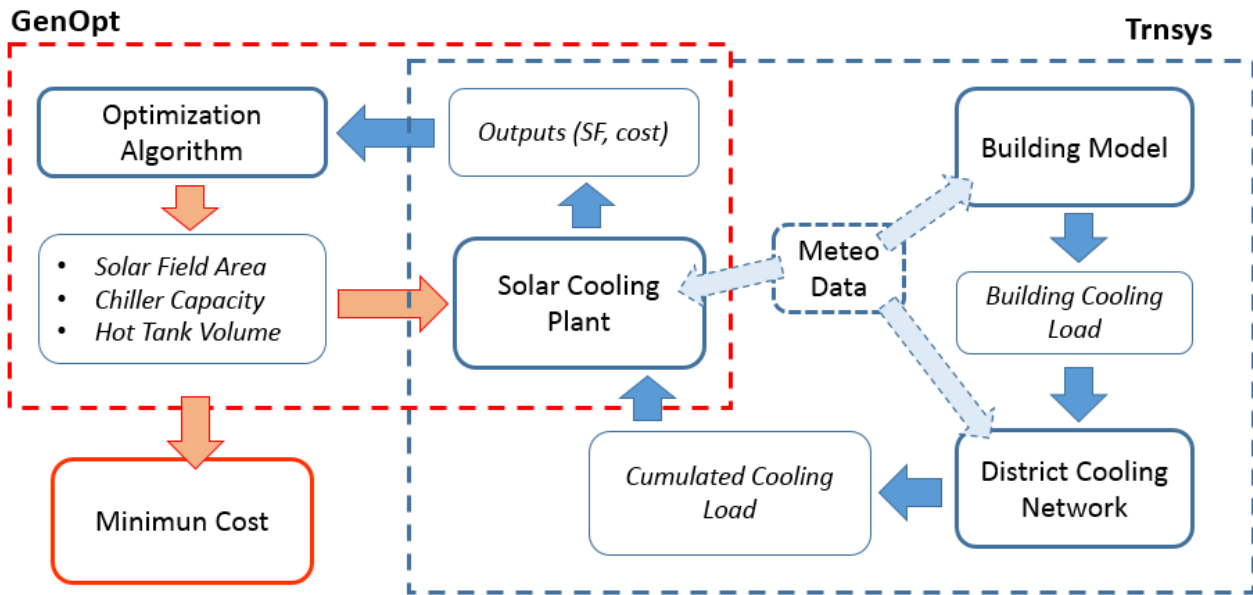 GenOpt
Trnsys
Optimization
Algorithm
Outputs (SF, cost)
Building Model
• Solar Field Area
• Chiller Capacity
• Hot Tank Volume
Solar Cooling
Plant
Meteo
Data
Building Cooling
Load
Minimun Cost
Cumulated Cooling
Load
District Cooling
Network